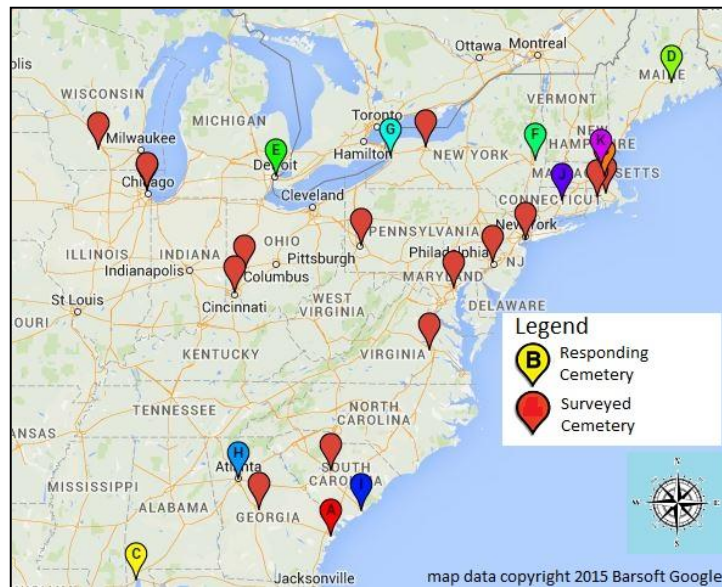 Ottawa
Montreal
D
olis
MAINE
WISCONSIN
Toronto
VERMONT
MICHIGAN
G
NEW
Milwaukee
E
Hamilton
F
HAMPSHIRE
K
NEW YORK
Detroit
MASSACHUSETTS
Chicago
J
Cleveland
CONNECTICUT
PENNSYLVANIA
New York
ILLINOIS
INDIANA
OHIO
Pittsburgh
Philadelphia
Indianapolis
Columbus
MARYLAND
NJ
St Louis
Cincinnati
WEST
VIRGINIA
DELAWARE
OURI
Legend
KENTUCKY
VIRGINIA
B
Responding
Cemetery
TENNESSEE
NORTH
CAROLINA
Surveyed
Cemetery
ANSAS
H
Atlanta
SOUTH
CAROLINA
MISSISSIPPI
I
ALABAMA
GEORGIA
A
N
W
E
S
C
Jacksonville
map data copyright 2015 Barsoft Google